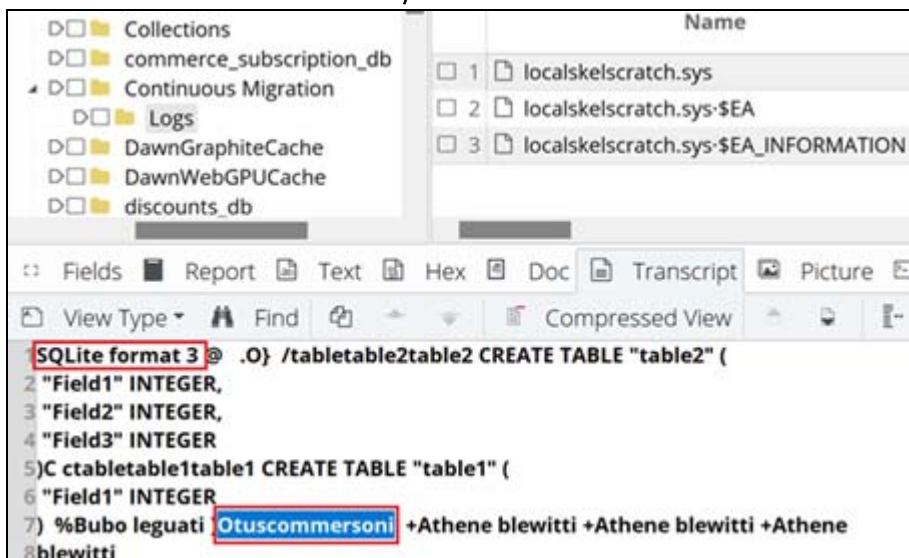 Collections
commerce_subscription_db
Continuous Migration
Logs
DawnGraphiteCache
DawnWebGPUCache
discounts_db
Name
1 localskelscratch.sys
2 localskelscratch.sys·$EA
3 localskelscratch.sys·$EA_INFORMATION
Fields Report Text Hex Doc Transcript Picture
View Type Find Compressed View
1 SQLite format 3 @ .O} /tabletable2table2 CREATE TABLE "table2" (
2 "Field1" INTEGER,
3 "Field2" INTEGER,
4 "Field3" INTEGER
5 )C ctabletable1table1 CREATE TABLE "table1" (
6 "Field1" INTEGER
7 ) %Bubo leguati )Otuscommersoni +Athene blewitti +Athene blewitti +Athene
8 blewitti